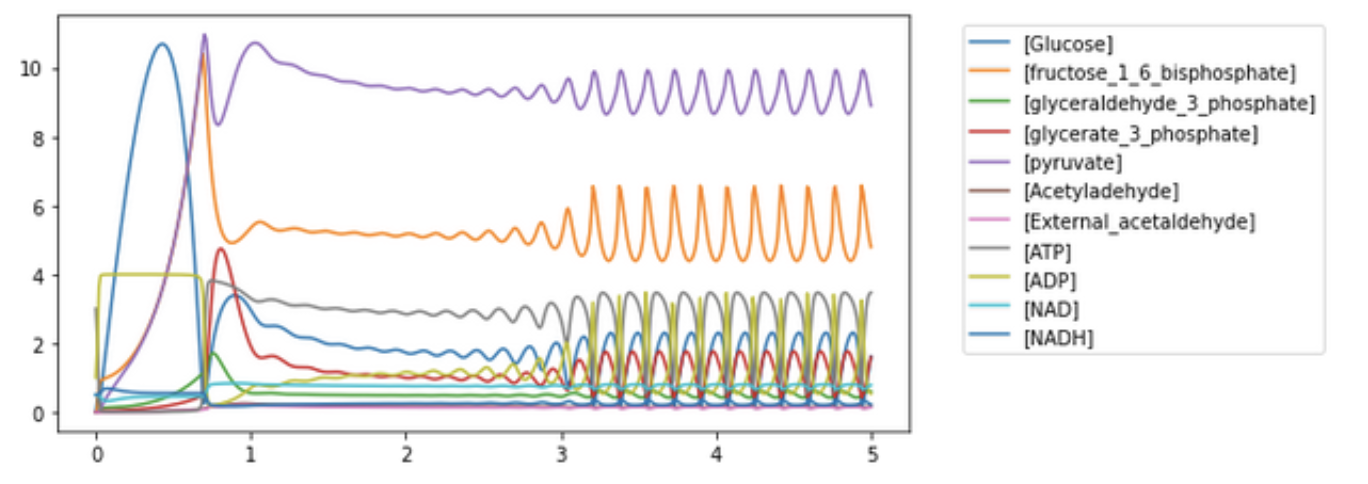 10
8
6
4
2
0
0 1 2 3 4 5
[Glucose]
[fructose_1_6_bisphosphate]
[glyceraldehyde_3_phosphate]
[glycerate_3_phosphate]
[pyruvate]
[Acetyladehyde]
[External_acetaldehyde]
[ATP]
[ADP]
[NAD]
[NADH]